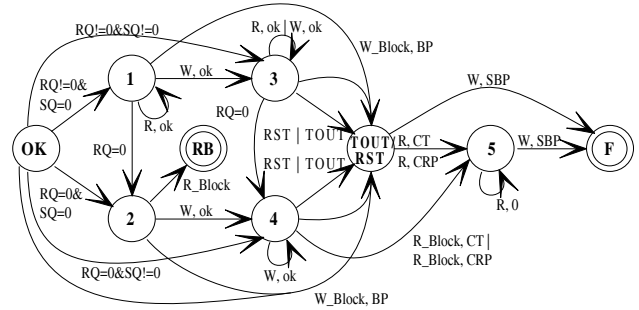 RQ!=0&SQ!=0
R, ok | W, ok
W_Block, BP
W, SBP
RQ!=0&
SQ=0
1
W, ok
3
R, ok
RQ=0
RST | TOUT
OK
RQ=0
RB
TOUT/
RST
R, CT
R, CRP
5
W, SBP
F
RST | TOUT
R_Block
RQ=0&
SQ=0
2
W, ok
4
R, 0
W, ok
R_Block, CT |
R_Block, CRP
RQ=0&SQ!=0
W_Block, BP